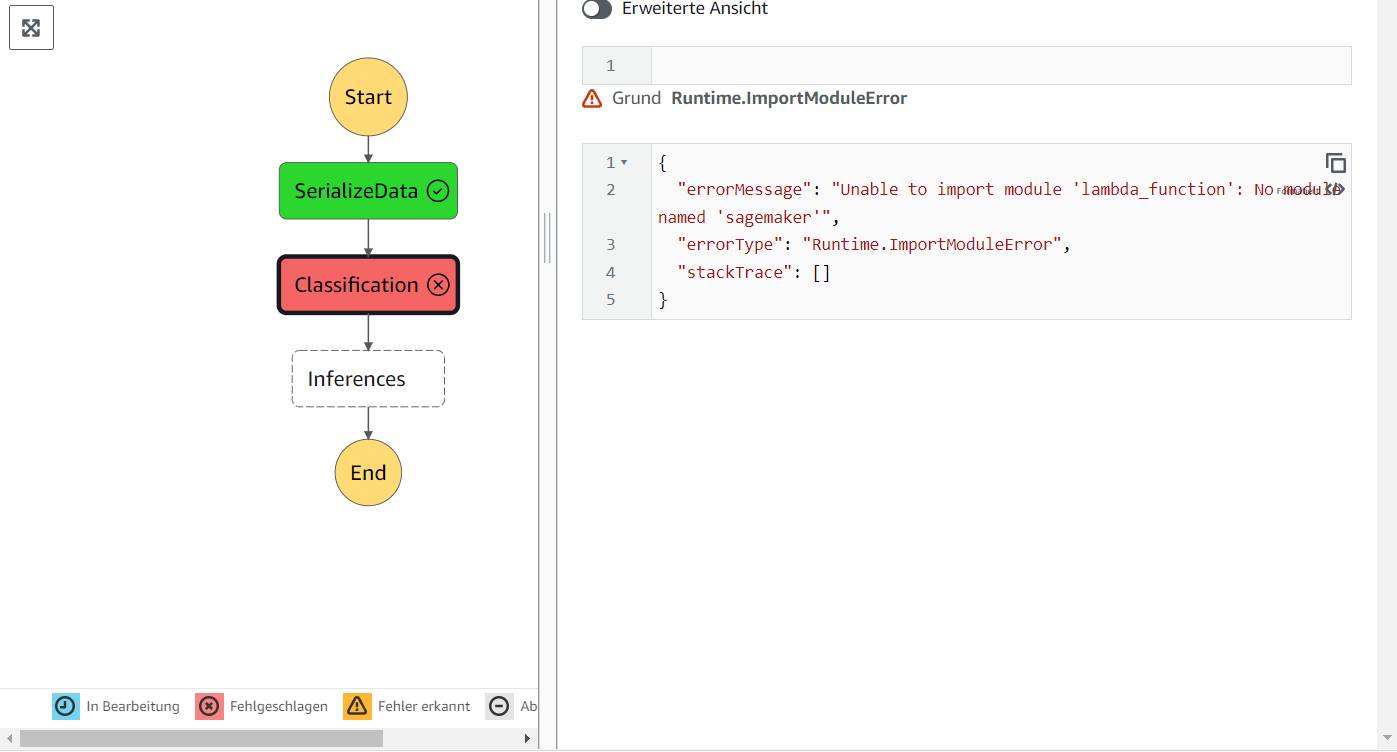 Erweiterte Ansicht
1
Grund Runtime.ImportModuleError
1 {
2 "errorMessage": "Unable to import module 'lambda_function': No module
named 'sagemaker'",
3 "errorType": "Runtime.ImportModuleError",
4 "stackTrace": []
5 }
Start
SerializeData
Classification
Inferences
End
In Bearbeitung
Fehlgeschlagen
Fehler erkannt
Ab